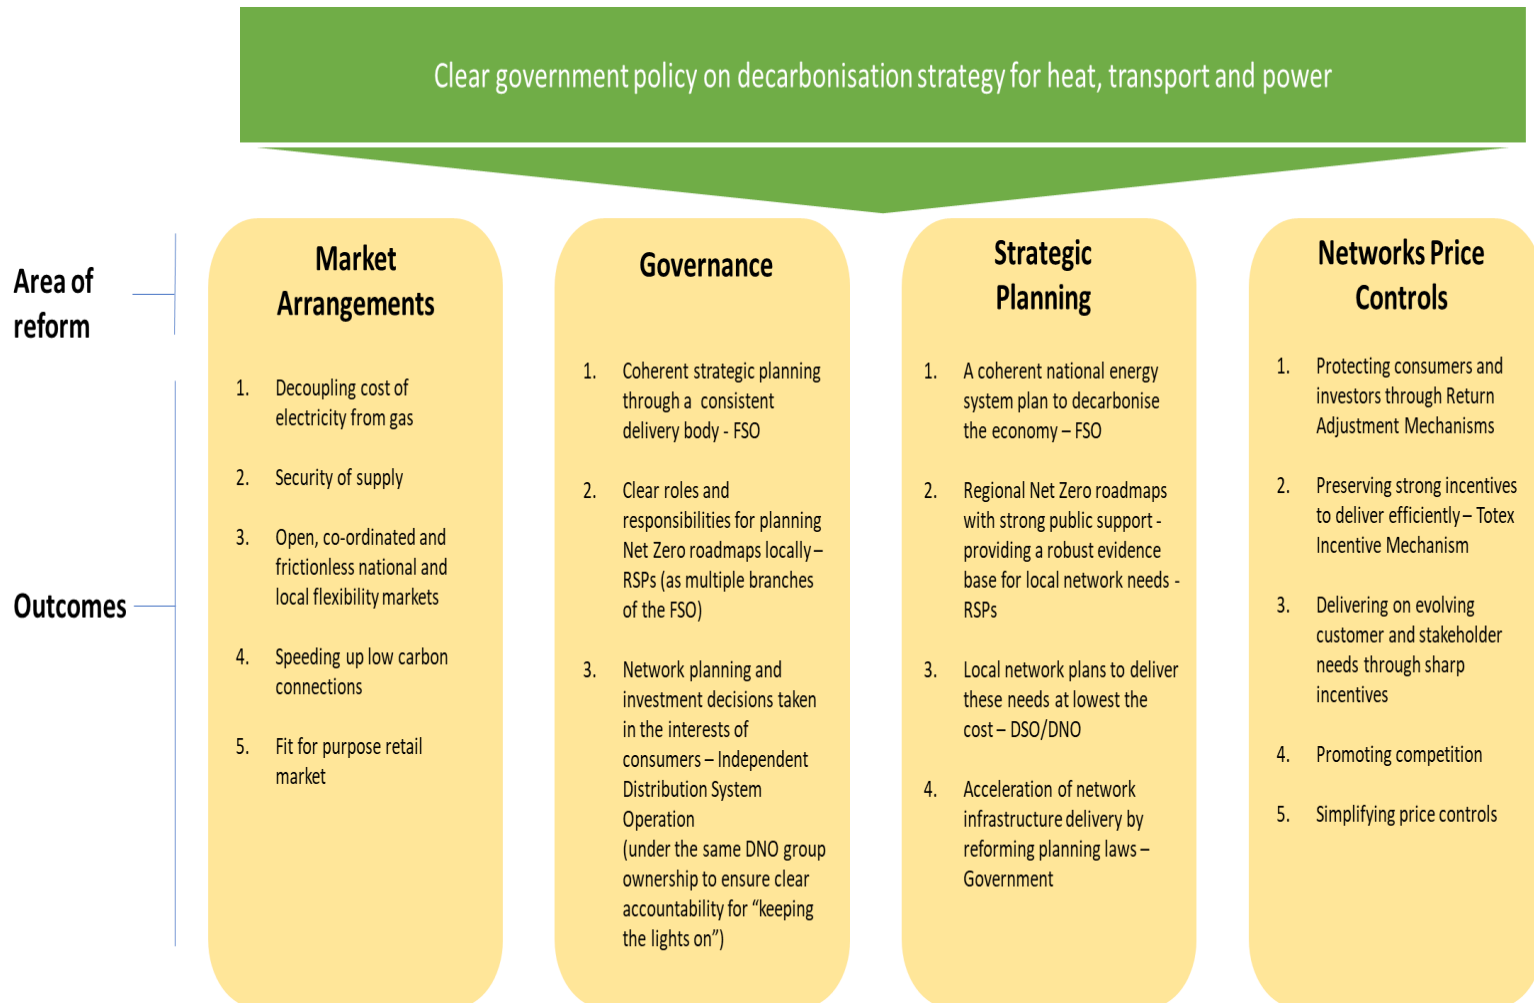 Clear government policy on decarbonisation strategy for heat, transport and power
Area of
reform
Outcomes
Market
Arrangements
1. Decoupling cost of
electricity from gas
2. Security of supply
3. Open, co-ordinated and
frictionless national and
local flexibility markets
4. Speeding up low carbon
connections
5. Fit for purpose retail
market
Governance
1. Coherent strategic planning
through a consistent
delivery body - FSO
2. Clear roles and
responsibilities for planning
Net Zero roadmaps locally –
RSPs (as multiple branches
of the FSO)
3. Network planning and
investment decisions taken
in the interests of
consumers – Independent
Distribution System
Operation
(under the same DNO group
ownership to ensure clear
accountability for “keeping
the lights on”)
Strategic
Planning
1. A coherent national energy
system plan to decarbonise
the economy – FSO
2. Regional Net Zero roadmaps
with strong public support -
providing a robust evidence
base for local network needs -
RSPs
3. Local network plans to deliver
these needs at lowest the
cost – DSO/DNO
4. Acceleration of network
infrastructure delivery by
reforming planning laws –
Government
Networks Price
Controls
1. Protecting consumers and
investors through Return
Adjustment Mechanisms
2. Preserving strong incentives
to deliver efficiently – Totex
Incentive Mechanism
3. Delivering on evolving
customer and stakeholder
needs through sharp
incentives
4. Promoting competition
5. Simplifying price controls